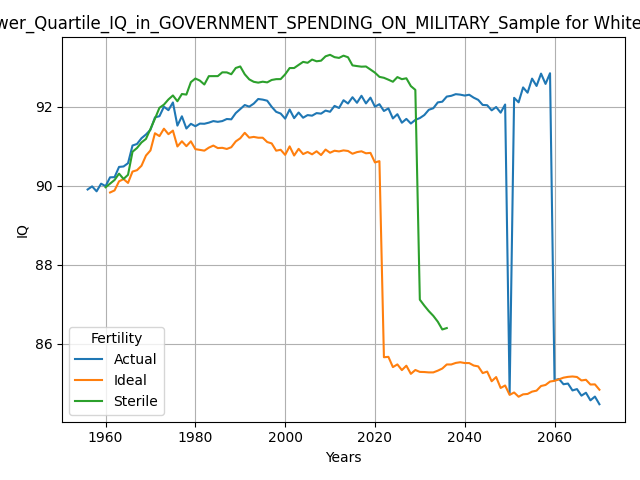 wer_Quartile_IQ_in_GOVERNMENT_SPENDING_ON_MILITARY_Sample for White
IQ
92
90
88
86
Fertility
Actual
Ideal
Sterile
1960 1980 2000 2020 2040 2060
Years